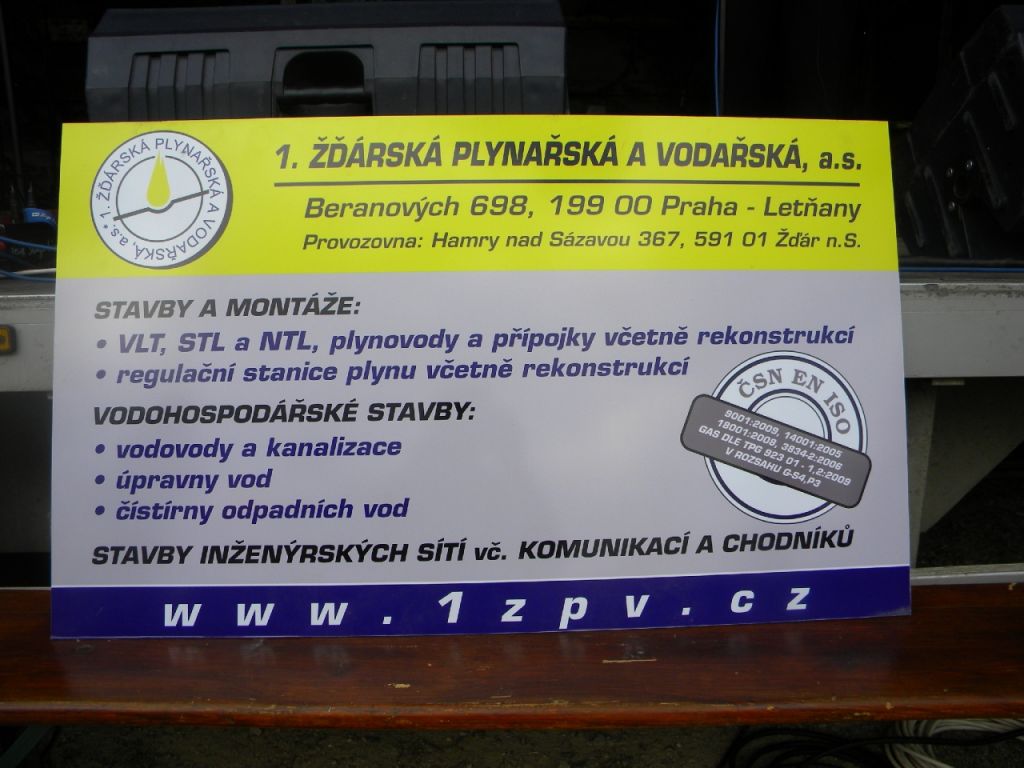 1. ŽĎÁRSKÁ PLYNAŘSKÁ A VODAŘSKÁ, a.s.
1. ŽĎÁRSKÁ PLYNAŘSKÁ A VODAŘSKÁ, a.s.
Beranových 698, 199 00 Praha - Letňany
Provozovna: Hamry nad Sázavou 367, 591 01 Žďár n.S.
STAVBY A MONTÁŽE:
• VLT, STL a NTL, plynovody a přípojky včetně rekonstrukcí
• regulační stanice plynu včetně rekonstrukcí
VODOHOSPODÁŘSKÉ STAVBY:
• vodovody a kanalizace
• úpravny vod
• čístírny odpadních vod
ČSN EN ISO
9001:2009, 14001:2005
18001:2008, 3834-2:2006
GAS DLE TPG 923 01 - 1,2:2009
V ROZSAHU G-S4,P3
STAVBY INŽENÝRSKÝCH SÍTÍ vč. KOMUNIKACÍ A CHODNÍKŮ
www.1zpv.cz